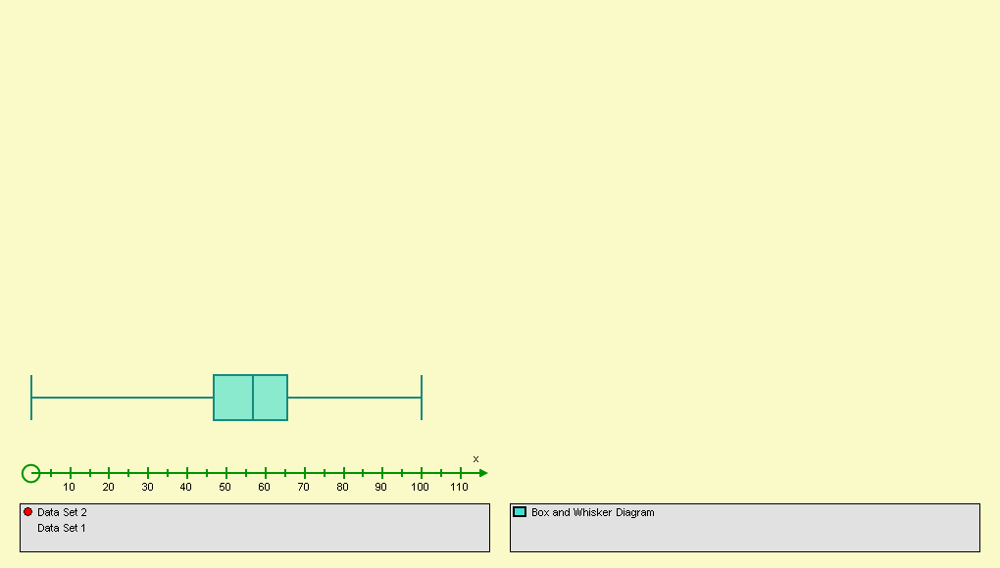 x
10 20 30 40 50 60 70 80 90 100 110
Data Set 2
Data Set 1
Box and Whisker Diagram